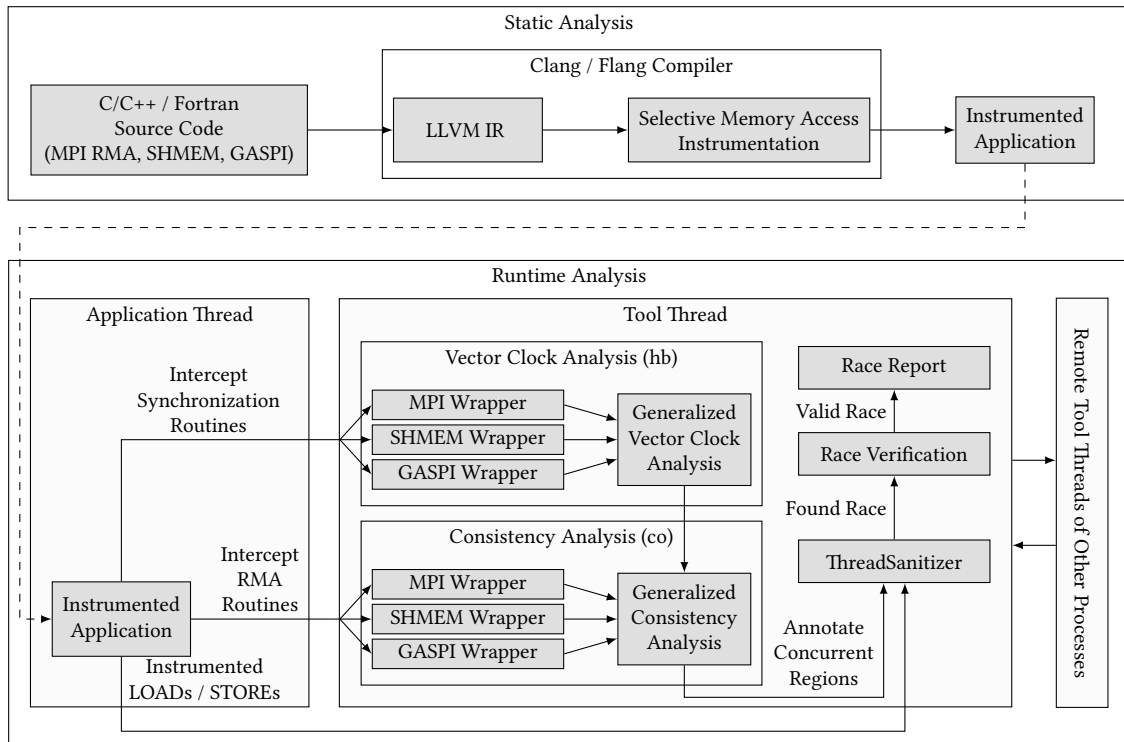 Static Analysis
Clang / Flang Compiler
C/C++ / Fortran
Source Code
(MPI RMA, SHMEM, GASPI)
LLVM IR
Selective Memory Access
Instrumentation
Instrumented
Application
Runtime Analysis
Application Thread
Intercept
Synchronization
Routines
Intercept
RMA
Routines
Instrumented
Application
Instrumented
LOADs / STOREs
Tool Thread
Vector Clock Analysis (hb)
MPI Wrapper
SHMEM Wrapper
GASPI Wrapper
Generalized
Vector Clock
Analysis
Consistency Analysis (co)
MPI Wrapper
SHMEM Wrapper
GASPI Wrapper
Generalized
Consistency
Analysis
Race Report
Valid Race
Race Verification
Found Race
ThreadSanitizer
Annotate
Concurrent
Regions
Remote Tool Threads of Other Processes